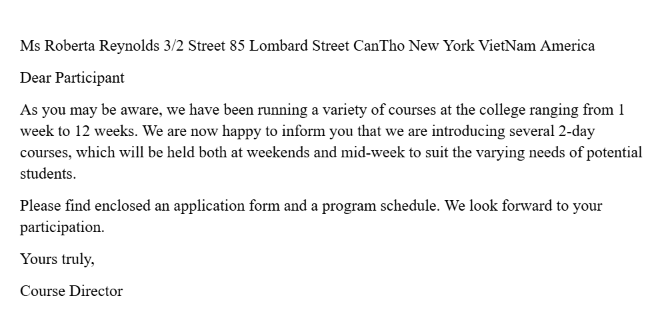 Ms Roberta Reynolds 3/2 Street 85 Lombard Street CanTho New York VietNam America
Dear Participant
As you may be aware, we have been running a variety of courses at the college ranging from 1
week to 12 weeks. We are now happy to inform you that we are introducing several 2-day
courses, which will be held both at weekends and mid-week to suit the varying needs of potential
students.
Please find enclosed an application form and a program schedule. We look forward to your
participation.
Yours truly,
Course Director